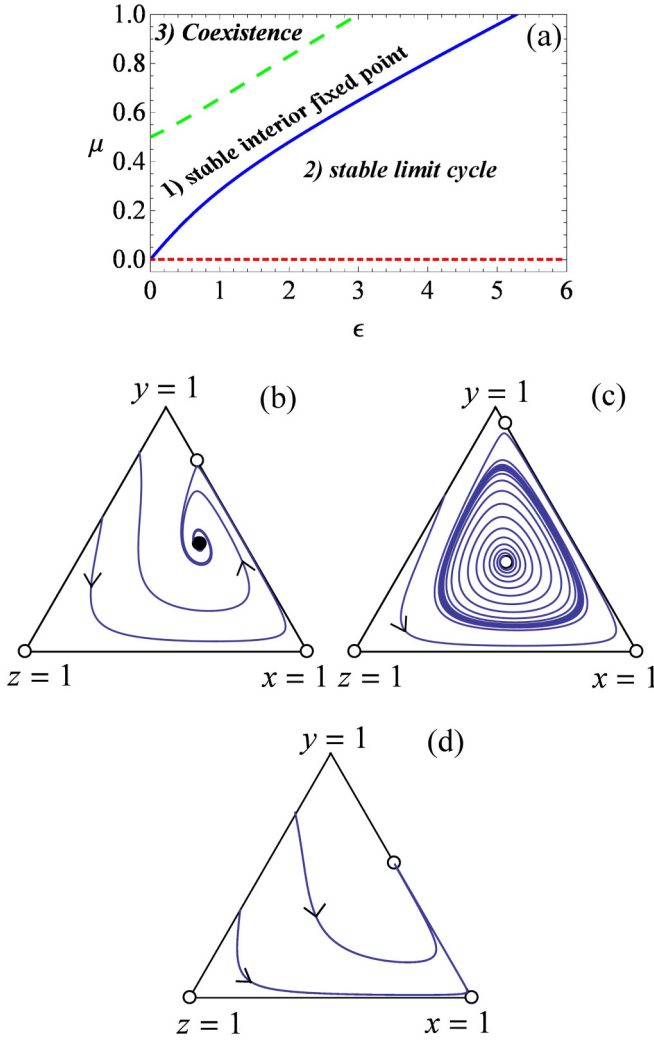 1.0
3) Coexistence
(a)
0.8
0.6
μ
1) stable interior fixed point
0.4
2) stable limit cycle
0.2
0.0
0 1 2 3 4 5 6
ϵ
y = 1
(b)
y = 1
(c)
z = 1
x = 1
z = 1
x = 1
y = 1
(d)
z = 1
x = 1